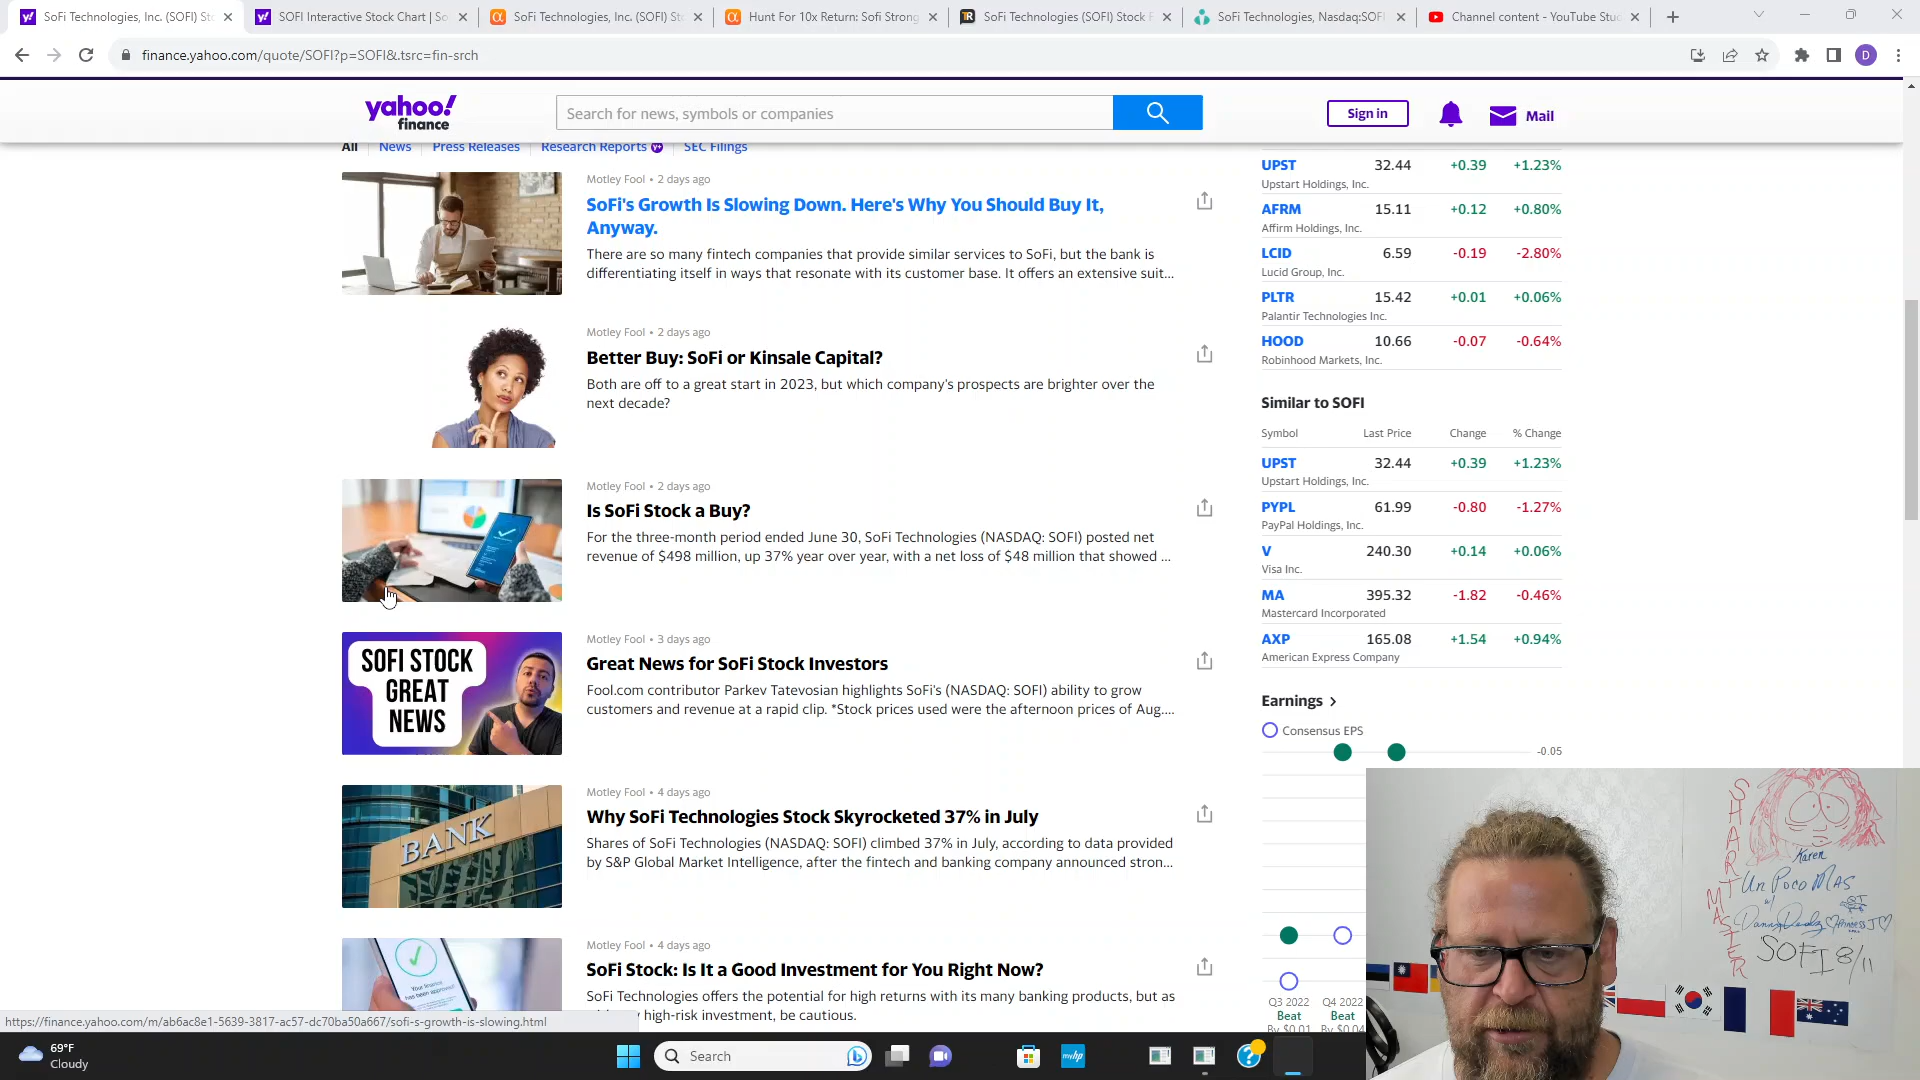 SoFi Technologies, Inc. (SOFI) St
SOFI Interactive Stock Chart | So
SoFi Technologies, Inc. (SOFI) St
Hunt For 10x Return: Sofi Strong
SoFi Technologies (SOFI) Stock F
SoFi Technologies, Nasdaq:SOFI
Channel content - YouTube Stu
finance.yahoo.com/quote/SOFI?p=SOFI&.tsrc=fin-srch
D
yahoo!
finance
Search for news, symbols or companies
Sign in
Mail
All
News
Press Releases
Research Reports
Y+
SEC Filings
Motley Fool • 2 days ago
SoFi's Growth Is Slowing Down. Here's Why You Should Buy It,
Anyway.
There are so many fintech companies that provide similar services to SoFi, but the bank is
differentiating itself in ways that resonate with its customer base. It offers an extensive suit...
Motley Fool • 2 days ago
Better Buy: SoFi or Kinsale Capital?
Both are off to a great start in 2023, but which company's prospects are brighter over the
next decade?
Motley Fool • 2 days ago
Is SoFi Stock a Buy?
For the three-month period ended June 30, SoFi Technologies (NASDAQ: SOFI) posted net
revenue of $498 million, up 37% year over year, with a net loss of $48 million that showed ...
SOFI STOCK
GREAT
NEWS
Motley Fool • 3 days ago
Great News for SoFi Stock Investors
Fool.com contributor Parkev Tatevosian highlights SoFi's (NASDAQ: SOFI) ability to grow
customers and revenue at a rapid clip. *Stock prices used were the afternoon prices of Aug....
BANK
Motley Fool • 4 days ago
Why SoFi Technologies Stock Skyrocketed 37% in July
Shares of SoFi Technologies (NASDAQ: SOFI) climbed 37% in July, according to data provided
by S&P Global Market Intelligence, after the fintech and banking company announced stron...
Motley Fool • 4 days ago
SoFi Stock: Is It a Good Investment for You Right Now?
SoFi Technologies offers the potential for high returns with its many banking products, but as
high-risk investment, be cautious.
https://finance.yahoo.com/m/ab6ac8e1-5639-3817-ac57-dc70ba50a667/sofi-s-growth-is-slowing.html
UPST 32.44 +0.39 +1.23%
Upstart Holdings, Inc.
AFRM 15.11 +0.12 +0.80%
Affirm Holdings, Inc.
LCID 6.59 -0.19 -2.80%
Lucid Group, Inc.
PLTR 15.42 +0.01 +0.06%
Palantir Technologies Inc.
HOOD 10.66 -0.07 -0.64%
Robinhood Markets, Inc.
Similar to SOFI
Symbol Last Price Change % Change
UPST 32.44 +0.39 +1.23%
Upstart Holdings, Inc.
PYPL 61.99 -0.80 -1.27%
PayPal Holdings, Inc.
V 240.30 +0.14 +0.06%
Visa Inc.
MA 395.32 -1.82 -0.46%
Mastercard Incorporated
AXP 165.08 +1.54 +0.94%
American Express Company
Earnings
Consensus EPS
-0.05
Q3 2022 Q4 2022
Beat Beat
By $0.01 By $0.04
SHART MASTER
Karen
Un Poco MAS
w/
SOFI 8/11
69°F
Cloudy
Search
myhp